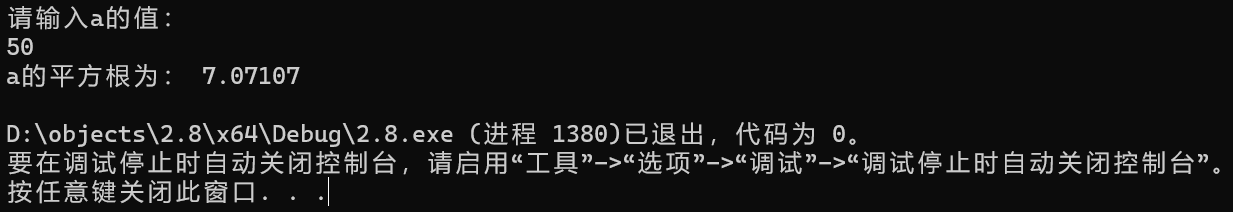 请输入a的值：
50
a的平方根为： 7.07107
D:\objects\2.8\x64\Debug\2.8.exe (进程 1380)已退出，代码为 0。
要在调试停止时自动关闭控制台，请启用“工具”->“选项”->“调试”->“调试停止时自动关闭控制台”。
按任意键关闭此窗口. . .